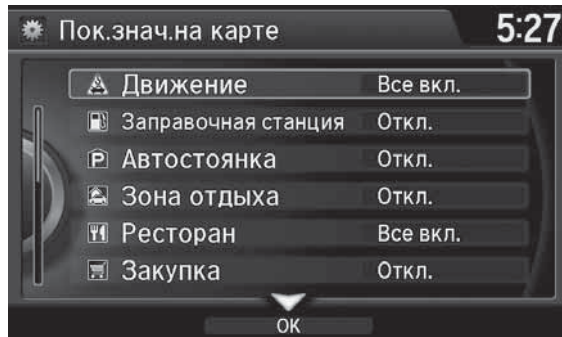 Пок.знач.на карте 5:27
Движение Все вкл.
Заправочная станция Откл.
P Автостоянка Откл.
Зона отдыха Откл.
Ресторан Все вкл.
Закупка Откл.
OK